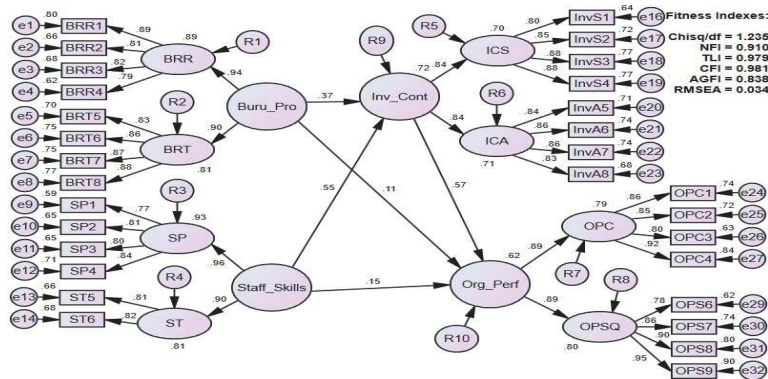 e1 .80 BRR1 .89
e2 .66 BRR2 .81
e3 .68 BRR3 .82
e4 .62 BRR4 .79
BRR .89
R1
.94
e5 .70 BRT5 .83
e6 .75 BRT6 .86
e7 .75 BRT7 .87
e8 .77 BRT8 .88
BRT .81
R2
.90
Buru_Pro
e9 .59 SP1 .77
e10 .65 SP2 .81
e11 .65 SP3 .80
e12 .71 SP4 .84
SP .93
R3
.96
e13 .66 ST5 .81
e14 .68 ST6 .82
ST .81
R4
.90
Staff_Skills
.37
.55
.11
.15
R9
Inv_Cont .72
.57
R5
.84
ICS .70
.80 InvS1 .64 e16
.85 InvS2 .72 e17
.88 InvS3 .77 e18
.88 InvS4 .77 e19
R6
.84
ICA .71
.84 InvA5 .71 e20
.86 InvA6 .74 e21
.86 InvA7 .74 e22
.83 InvA8 .68 e23
Org_Perf .62
R10
.89
OPC .79
R7
.86 OPC1 .74 e24
.85 OPC2 .72 e25
.80 OPC3 .63 e26
.92 OPC4 .84 e27
.89
OPSQ .80
R8
.78 OPS6 .62 e29
.86 OPS7 .74 e30
.90 OPS8 .80 e31
.95 OPS9 .90 e32
Fitness Indexes:
Chisq/df = 1.235
NFI = 0.910
TLI = 0.979
CFI = 0.981
AGFI = 0.838
RMSEA = 0.034